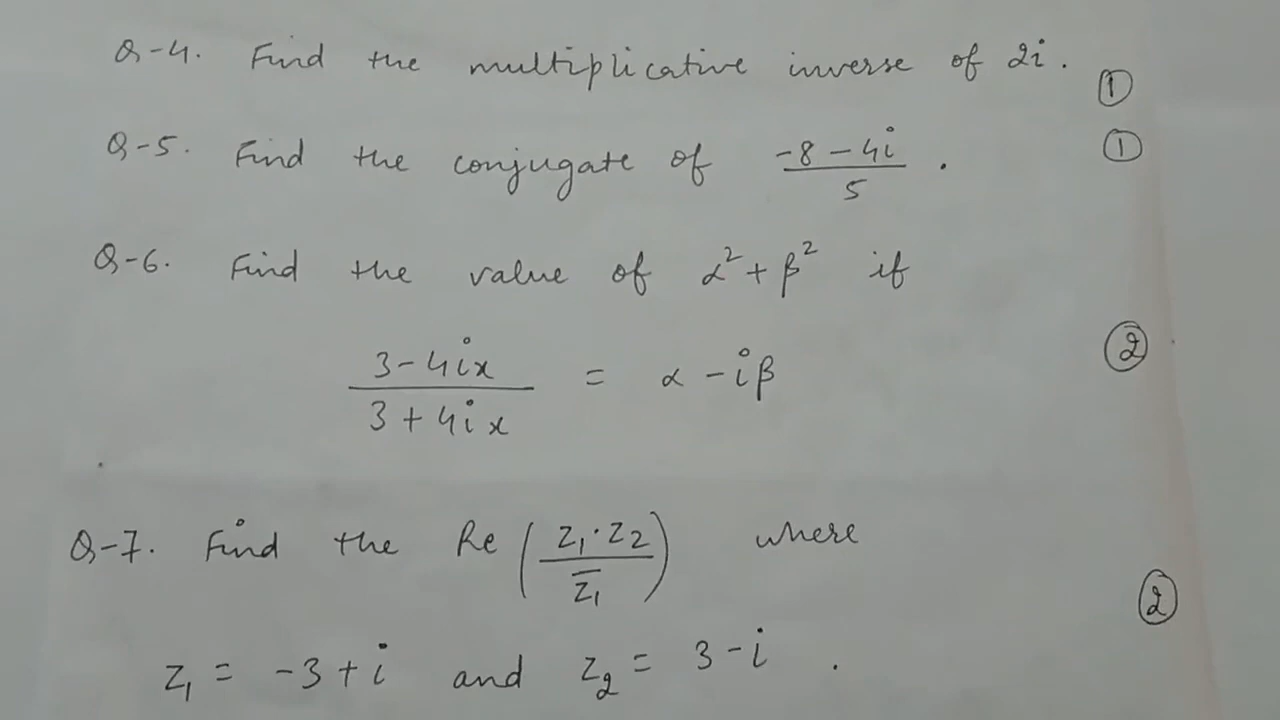 Q-4. Find the multiplicative inverse of 2i. ①
Q-5. Find the conjugate of (-8-4i)/5. ①
Q-6. Find the value of α² + β² if
(3-4ix)/(3+4ix) = α - iβ ②
Q-7. Find the Re(z₁·z₂/z̅₁) where ②
z₁ = -3+i and z₂ = 3-i.